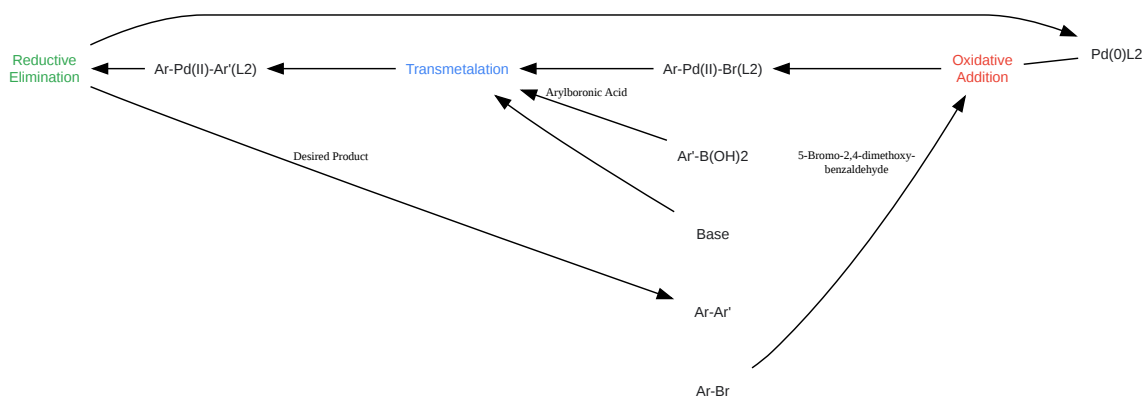 Reductive
Elimination
Ar-Pd(II)-Ar'(L2)
Transmetalation
Ar-Pd(II)-Br(L2)
Oxidative
Addition
Pd(0)L2
Arylboronic Acid
Ar'-B(OH)2
Desired Product
5-Bromo-2,4-dimethoxy-
benzaldehyde
Base
Ar-Ar'
Ar-Br